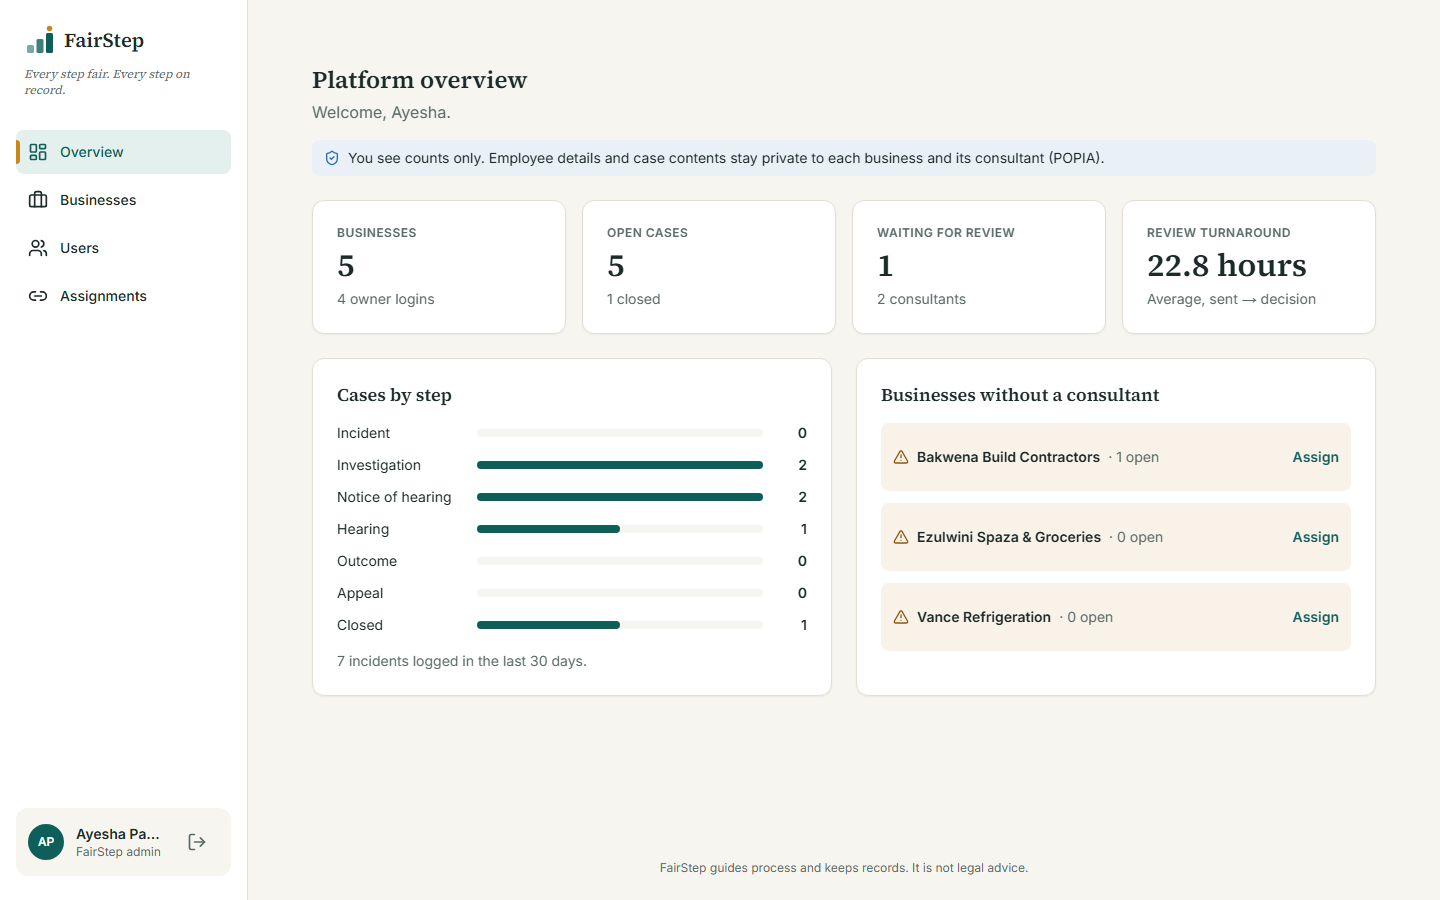 FairStep
Every step fair. Every step on
record.
Overview
Businesses
Users
Assignments
Ayesha Pa...
AP
FairStep admin
Platform overview
Welcome, Ayesha.
You see counts only. Employee details and case contents stay private to each business and its consultant (POPIA).
BUSINESSES
5
4 owner logins
OPEN CASES
5
1 closed
WAITING FOR REVIEW
1
2 consultants
REVIEW TURNAROUND
22.8 hours
Average, sent → decision
Cases by step
Incident 0
Investigation 2
Notice of hearing 2
Hearing 1
Outcome 0
Appeal 0
Closed 1
7 incidents logged in the last 30 days.
Businesses without a consultant
Bakwena Build Contractors · 1 open Assign
Ezulwini Spaza & Groceries · 0 open Assign
Vance Refrigeration · 0 open Assign
FairStep guides process and keeps records. It is not legal advice.